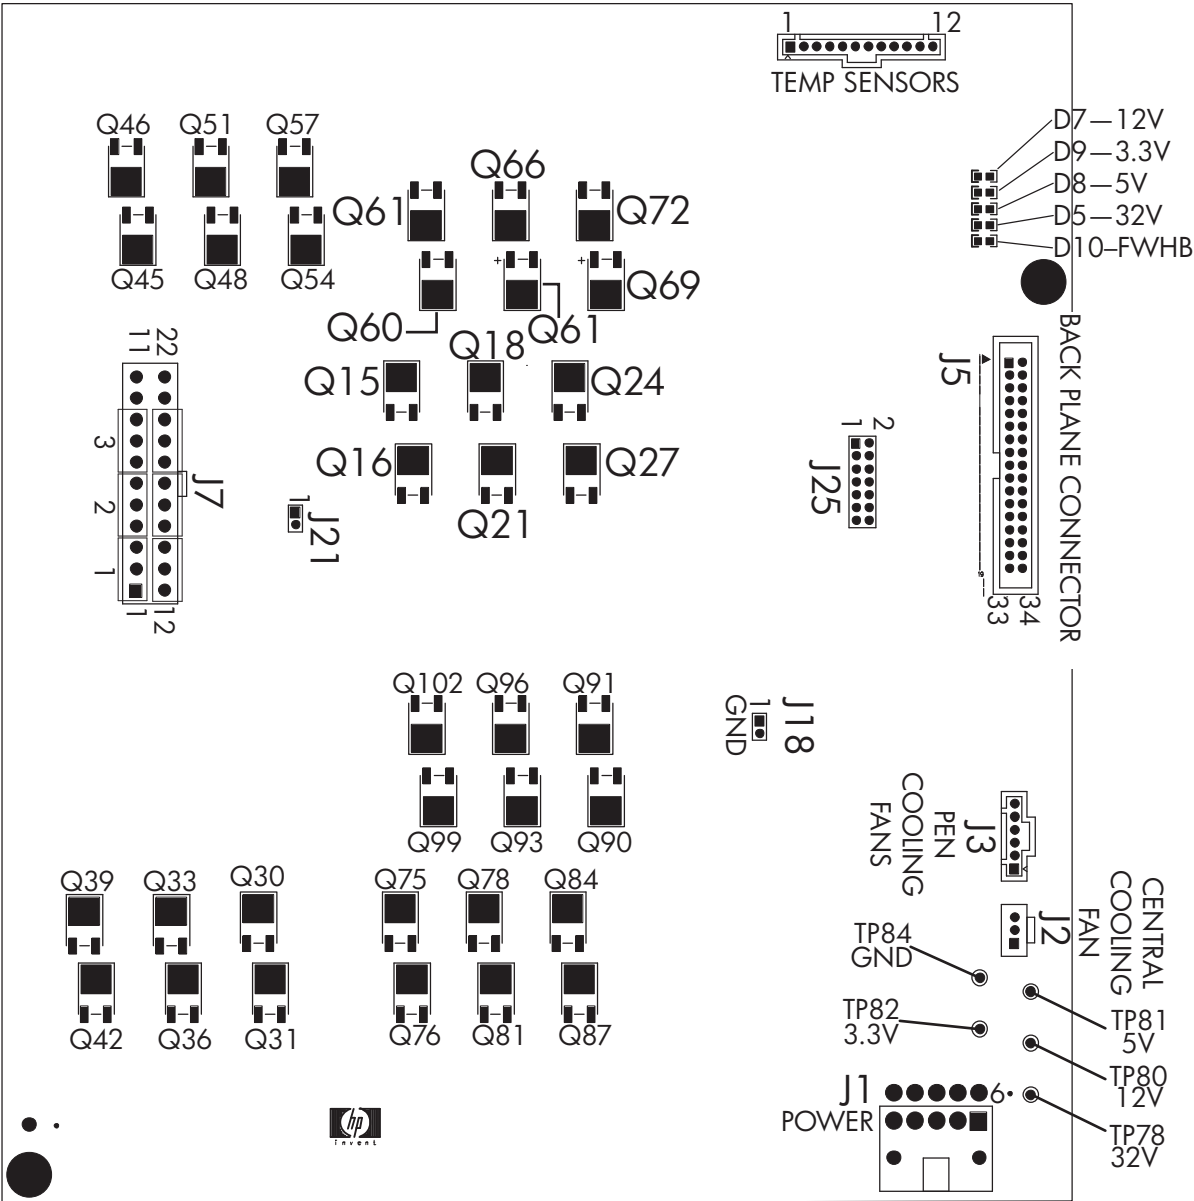 1 12
TEMP SENSORS
D7—12V
D9—3.3V
D8—5V
D5—32V
D10–FWHB
Q46 Q51 Q57
Q45 Q48 Q54
Q66
Q61
Q72
Q69
Q60
Q61
Q18
Q15
Q24
Q16
Q27
Q21
11 22
3
2
1
1 12
J7
1
J21
1 2
J25
J5
33 34
BACK PLANE CONNECTOR
Q102 Q96 Q91
Q99 Q93 Q90
1
GND
J18
PEN
COOLING
FANS
J3
J2
CENTRAL
COOLING
FAN
Q39 Q33 Q30
Q42 Q36 Q31
Q75 Q78 Q84
Q76 Q81 Q87
TP84
GND
TP82
3.3V
TP81
5V
TP80
12V
TP78
32V
J1
6
POWER
hp
invent